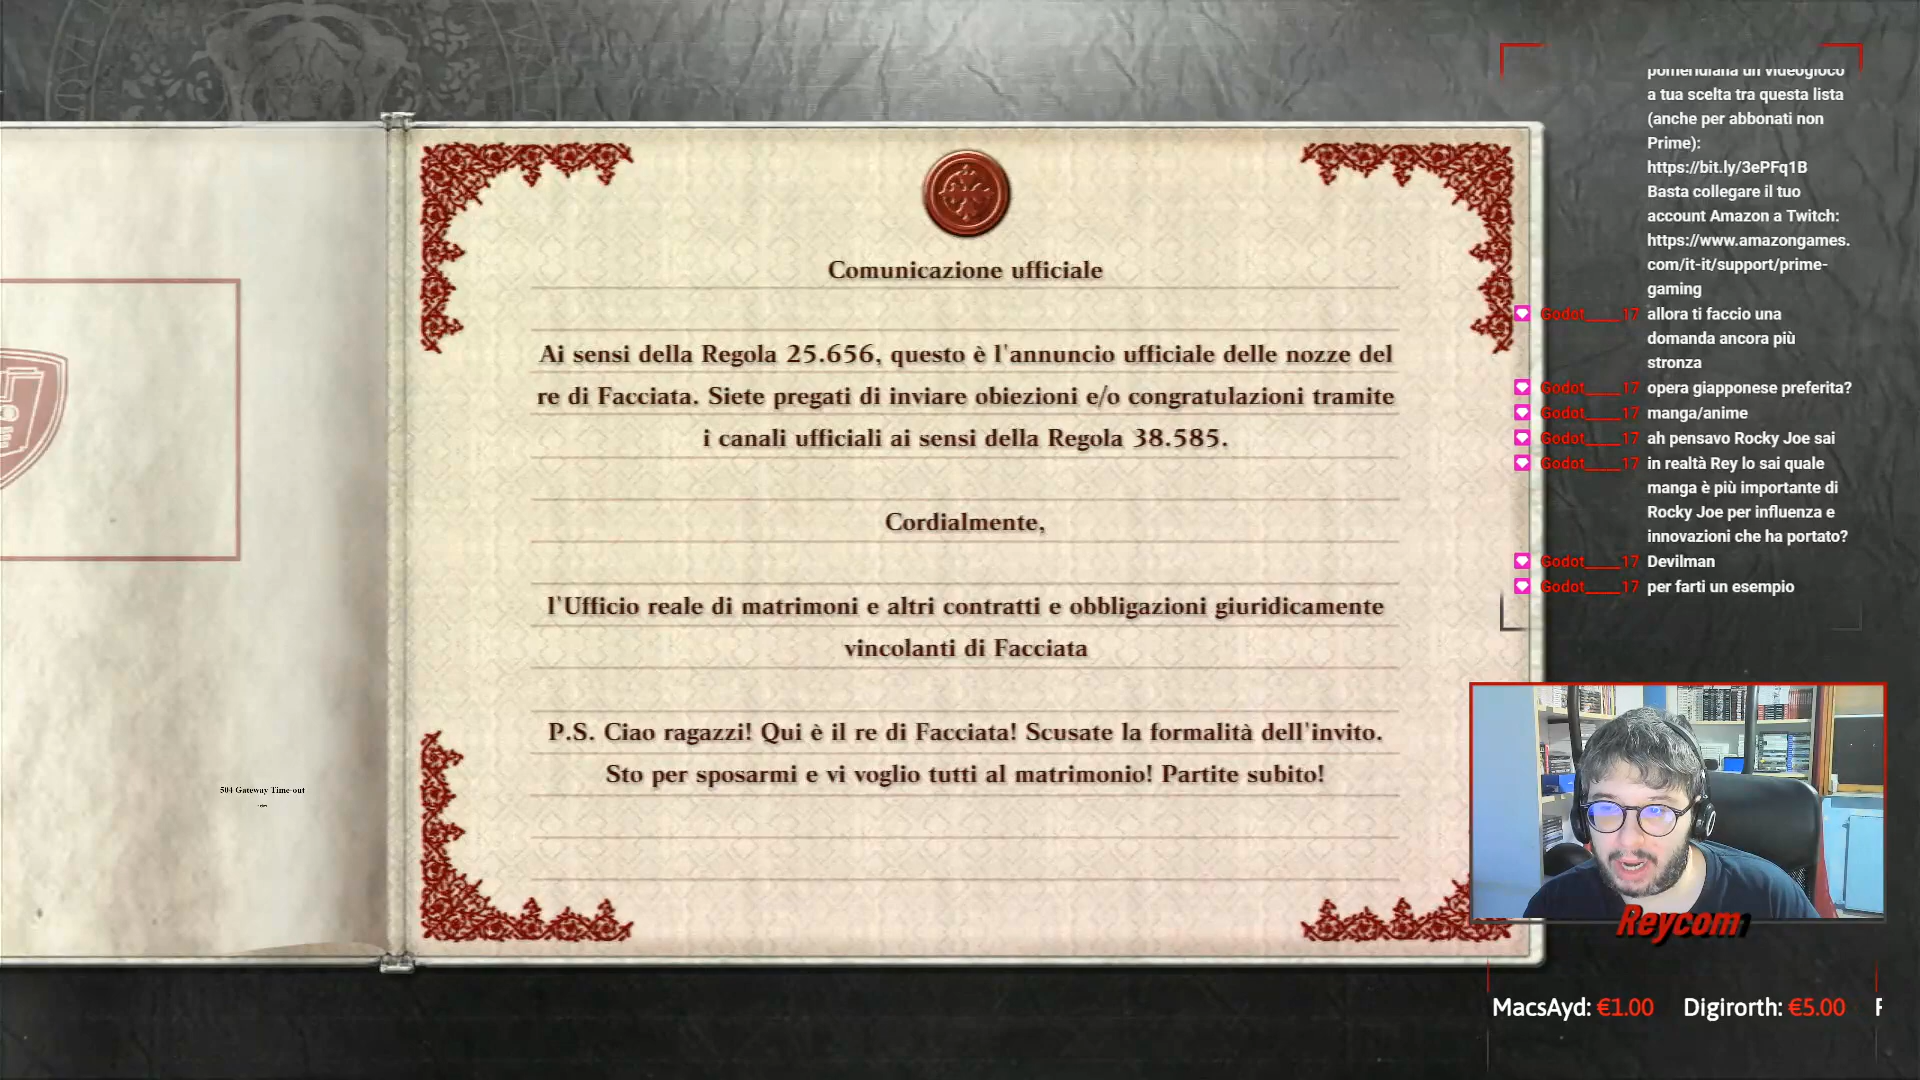 Comunicazione ufficiale
Ai sensi della Regola 25.656, questo è l'annuncio ufficiale delle nozze del
re di Facciata. Siete pregati di inviare obiezioni e/o congratulazioni tramite
i canali ufficiali ai sensi della Regola 38.585.
Cordialmente,
l'Ufficio reale di matrimoni e altri contratti e obbligazioni giuridicamente
vincolanti di Facciata
P.S. Ciao ragazzi! Qui è il re di Facciata! Scusate la formalità dell'invito.
Sto per sposarmi e vi voglio tutti al matrimonio! Partite subito!
504 Gateway Time-out
pomeridiana un videogioco
a tua scelta tra questa lista
(anche per abbonati non
Prime):
https://bit.ly/3ePFq1B
Basta collegare il tuo
account Amazon a Twitch:
https://www.amazongames.
com/it-it/support/prime-
gaming
Godot____17 allora ti faccio una
domanda ancora più
stronza
Godot____17 opera giapponese preferita?
Godot____17 manga/anime
Godot____17 ah pensavo Rocky Joe sai
Godot____17 in realtà Rey lo sai quale
manga è più importante di
Rocky Joe per influenza e
innovazioni che ha portato?
Godot____17 Devilman
Godot____17 per farti un esempio
Reycom
MacsAyd: €1.00 Digirorth: €5.00